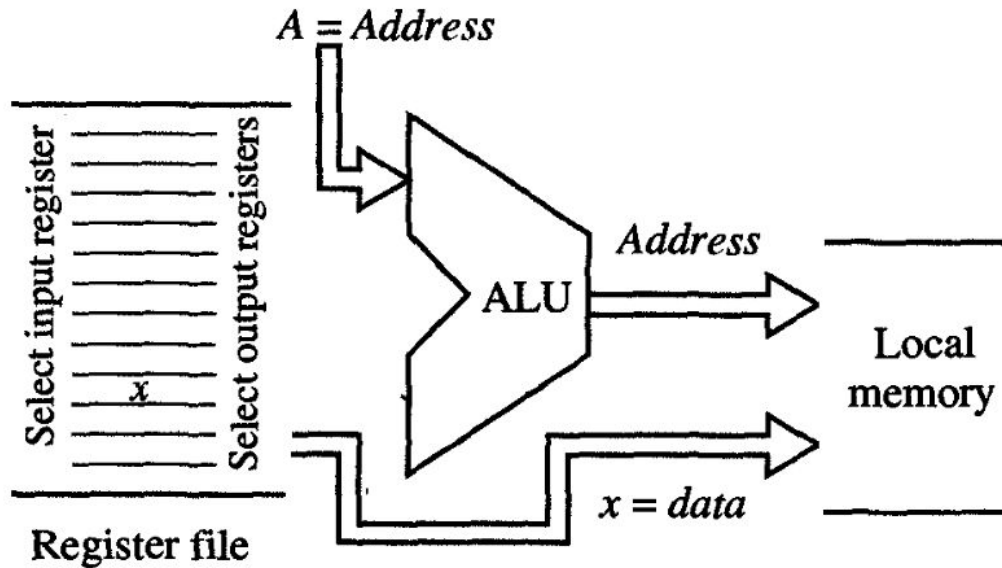 A = Address
Select input register
Select output registers
x
ALU
Address
Local
memory
x = data
Register file